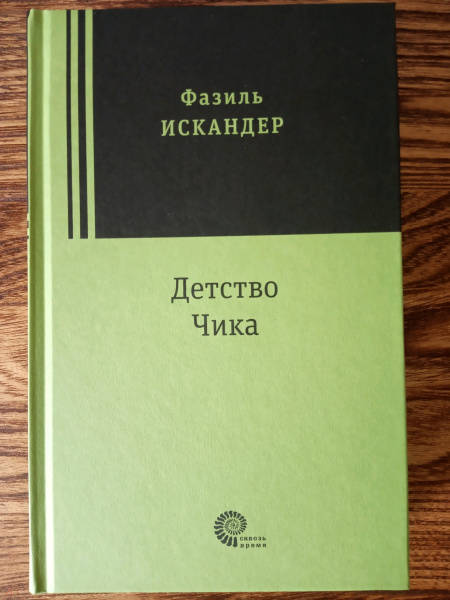 Фазиль
ИСКАНДЕР
Детство
Чика
сквозь
время